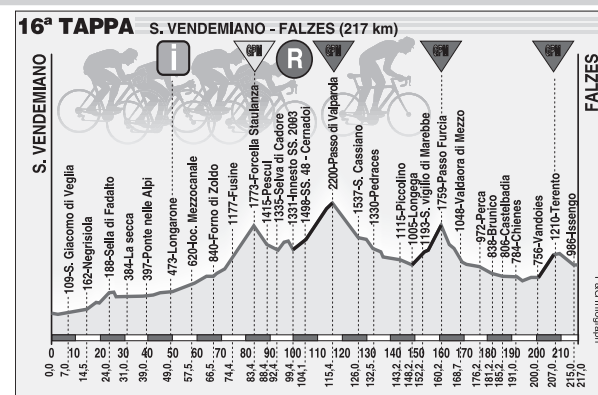 16ª TAPPA S. VENDEMIANO - FALZES (217 km)
i
GPM
R
GPM
GPM
GPM
S. VENDEMIANO
109-S. Giacomo di Veglia
162-Negrisiola
188-Sella di Fadalto
384-La secca
397-Ponte nelle Alpi
473-Longarone
620-loc. Mezzocanale
840-Forno di Zoldo
1177-Fusine
1773-Forcella Staulanza
1415-Pescul
1335-Selva di Cadore
1331-Innesto SS. 2093
1498-SS. 48 - Cernadoi
2200-Passo di Valparola
1537-S. Cassiano
1330-Pedraces
1115-Piccolino
1005-Longega
1193-S. vigilio di Marebbe
1759-Passo Furcia
1048-Valdaora di Mezzo
972-Perca
838-Brunico
806-Castelbadia
784-Chienes
756-Vandoies
1210-Terento
986-Issengo
FALZES
0 10 20 30 40 50 60 70 80 90 100 110 120 130 140 150 160 170 180 190 200 210
0,0 7,0 14,5 24,0 31,0 39,0 49,0 57,5 66,5 74,4 83,4 88,4 92,4 99,4 104,1 115,4 126,0 132,5 143,2 148,2 152,2 160,2 168,7 176,2 181,2 185,2 191,0 200,0 207,0 215,0 217,0